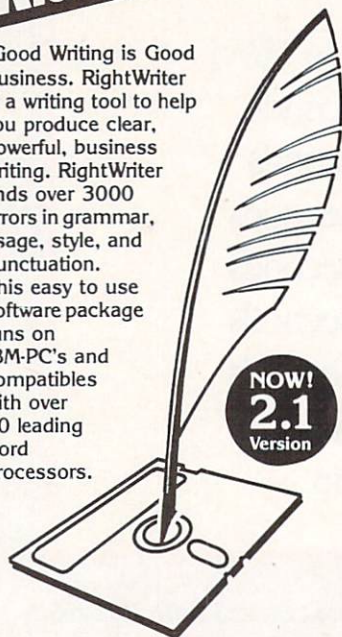 Good Writing is Good
usiness. RightWriter
a writing tool to help
ou produce clear,
owerful, business
riting. RightWriter
nds over 3000
rrors in grammar,
sage, style, and
unctuation.
his easy to use
oftware package
uns on
BM-PC's and
ompatibles
ith over
0 leading
ord
rocessors.
NOW!
2.1
Version